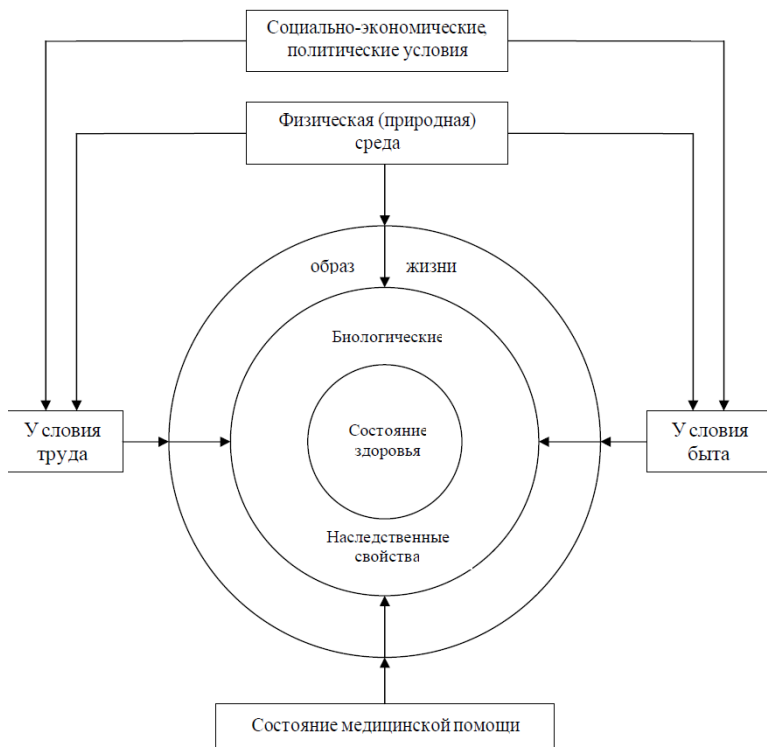 Социально-экономические,
политические условия
Физическая (природная)
среда
образ жизни
Биологические
Условия
труда
Состояние
здоровья
Условия
быта
Наследственные
свойства
Состояние медицинской помощи